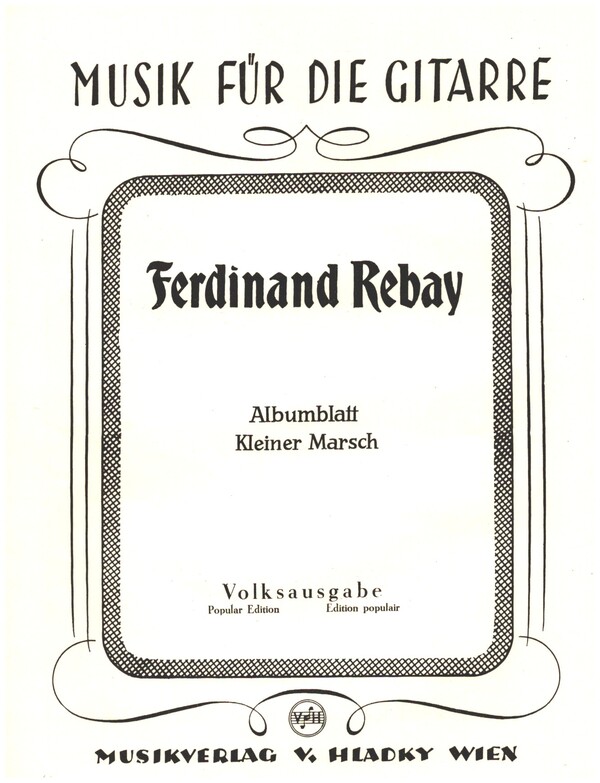 MUSIK FÜR DIE GITARRE
Ferdinand Rebay
Albumblatt
Kleiner Marsch
Volksausgabe
Popular Edition Edition populair
VH
MUSIKVERLAG V. HLADKY WIEN